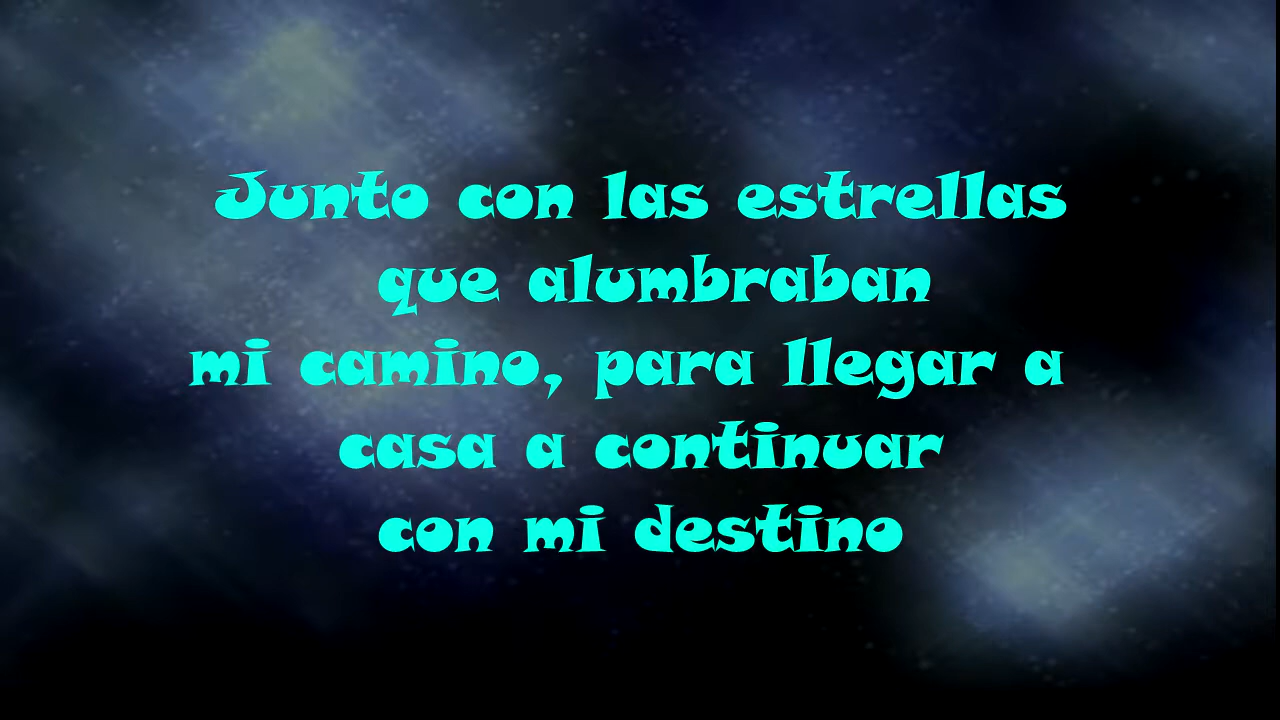 Junto con las estrellas
que alumbraban
mi camino, para llegar a
casa a continuar
con mi destino